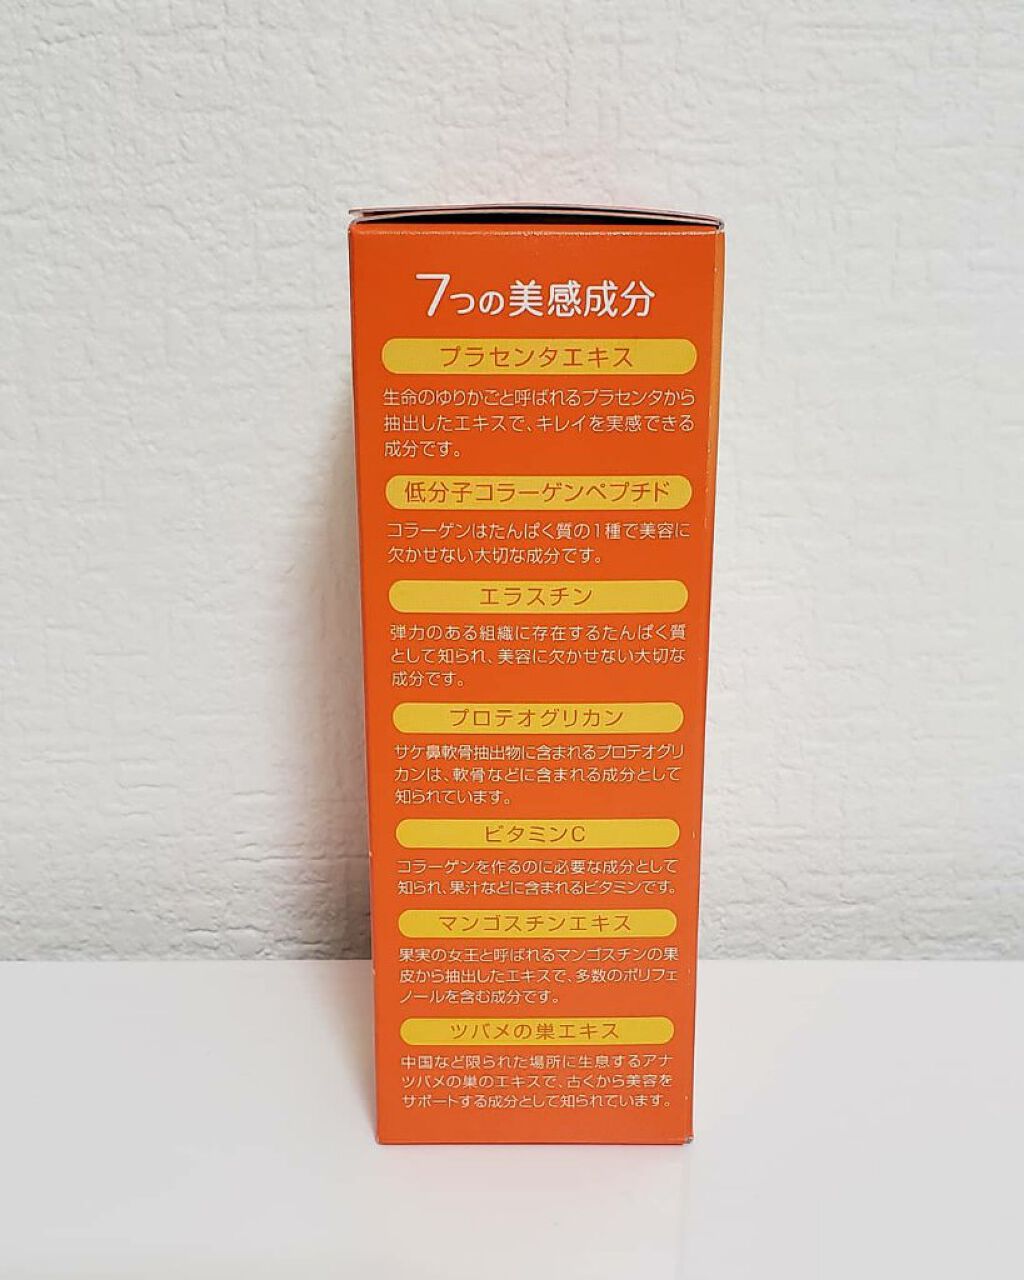 7つの美感成分
プラセンタエキス
生命のゆりかごと呼ばれるプラセンタから
抽出したエキスで、キレイを実感できる
成分です。
低分子コラーゲンペプチド
コラーゲンはたんぱく質の1種で美容に
欠かせない大切な成分です。
エラスチン
弾力のある組織に存在するたんぱく質
として知られ、美容に欠かせない大切な
成分です。
プロテオグリカン
サケ鼻軟骨抽出物に含まれるプロテオグリ
カンは、軟骨などに含まれる成分として
知られています。
ビタミンC
コラーゲンを作るのに必要な成分として
知られ、果汁などに含まれるビタミンです。
マンゴスチンエキス
果実の女王と呼ばれるマンゴスチンの果
皮から抽出したエキスで、多数のポリフェ
ノールを含む成分です。
ツバメの巣エキス
中国など限られた場所に生息するアナ
ツバメの巣のエキスで、古くから美容を
サポートする成分として知られています。